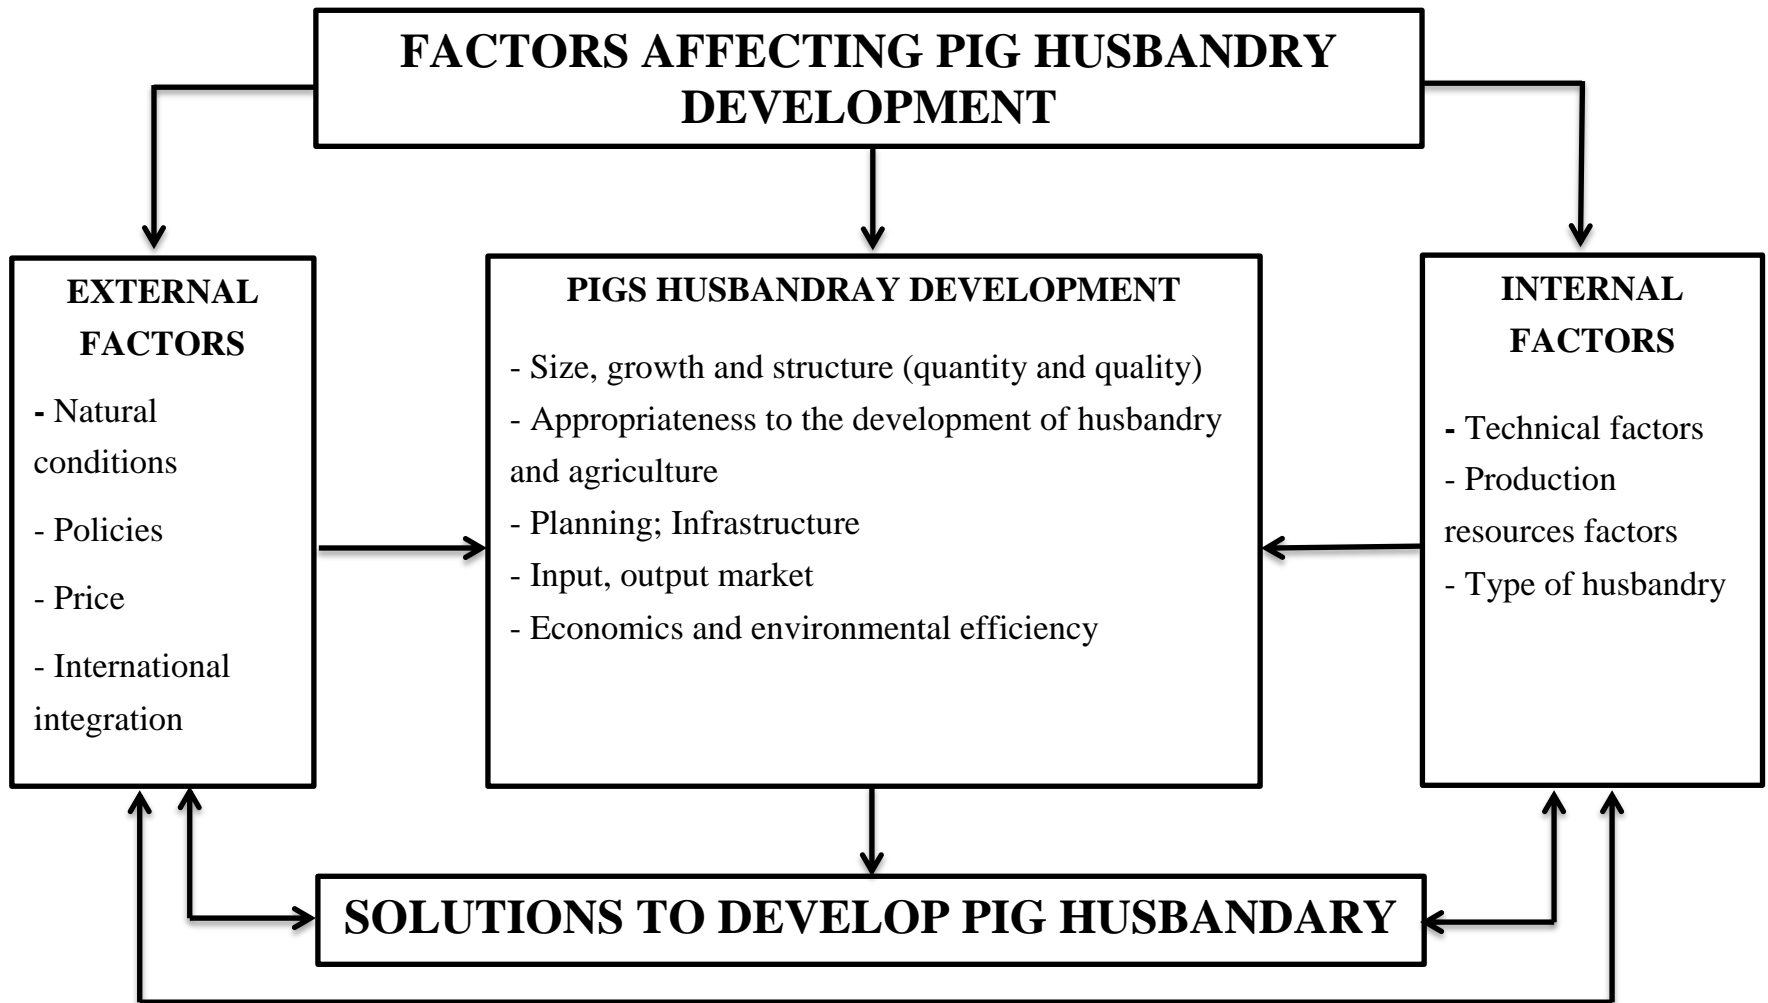 FACTORS AFFECTING PIG HUSBANDRY
DEVELOPMENT
EXTERNAL
FACTORS
- Natural
conditions
- Policies
- Price
- International
integration
PIGS HUSBANDRAY DEVELOPMENT
- Size, growth and structure (quantity and quality)
- Appropriateness to the development of husbandry
and agriculture
- Planning; Infrastructure
- Input, output market
- Economics and environmental efficiency
INTERNAL
FACTORS
- Technical factors
- Production
resources factors
- Type of husbandry
SOLUTIONS TO DEVELOP PIG HUSBANDARY